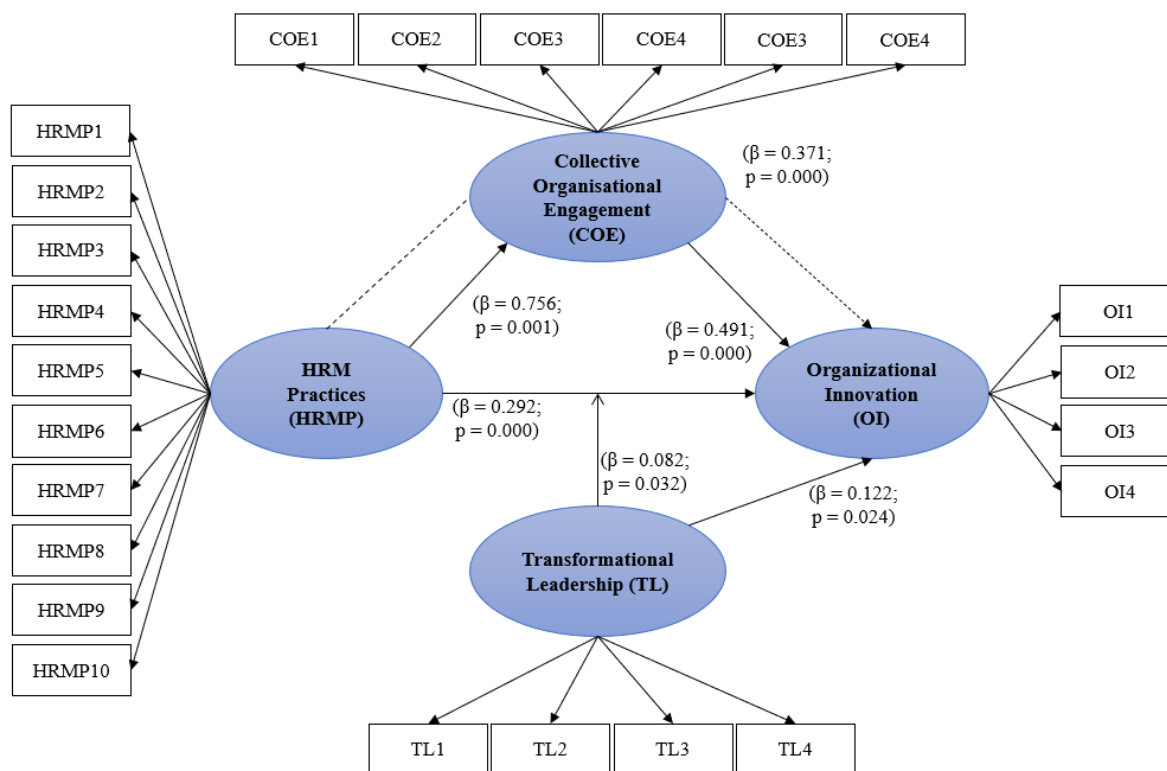 COE1
COE2
COE3
COE4
COE3
COE4
HRMP1
HRMP2
HRMP3
HRMP4
HRMP5
HRMP6
HRMP7
HRMP8
HRMP9
HRMP10
Collective
Organisational
Engagement
(COE)
(β = 0.371;
p = 0.000)
(β = 0.756;
p = 0.001)
(β = 0.491;
p = 0.000)
HRM
Practices
(HRMP)
(β = 0.292;
p = 0.000)
Organizational
Innovation
(OI)
OI1
OI2
OI3
OI4
(β = 0.082;
p = 0.032)
(β = 0.122;
p = 0.024)
Transformational
Leadership (TL)
TL1
TL2
TL3
TL4